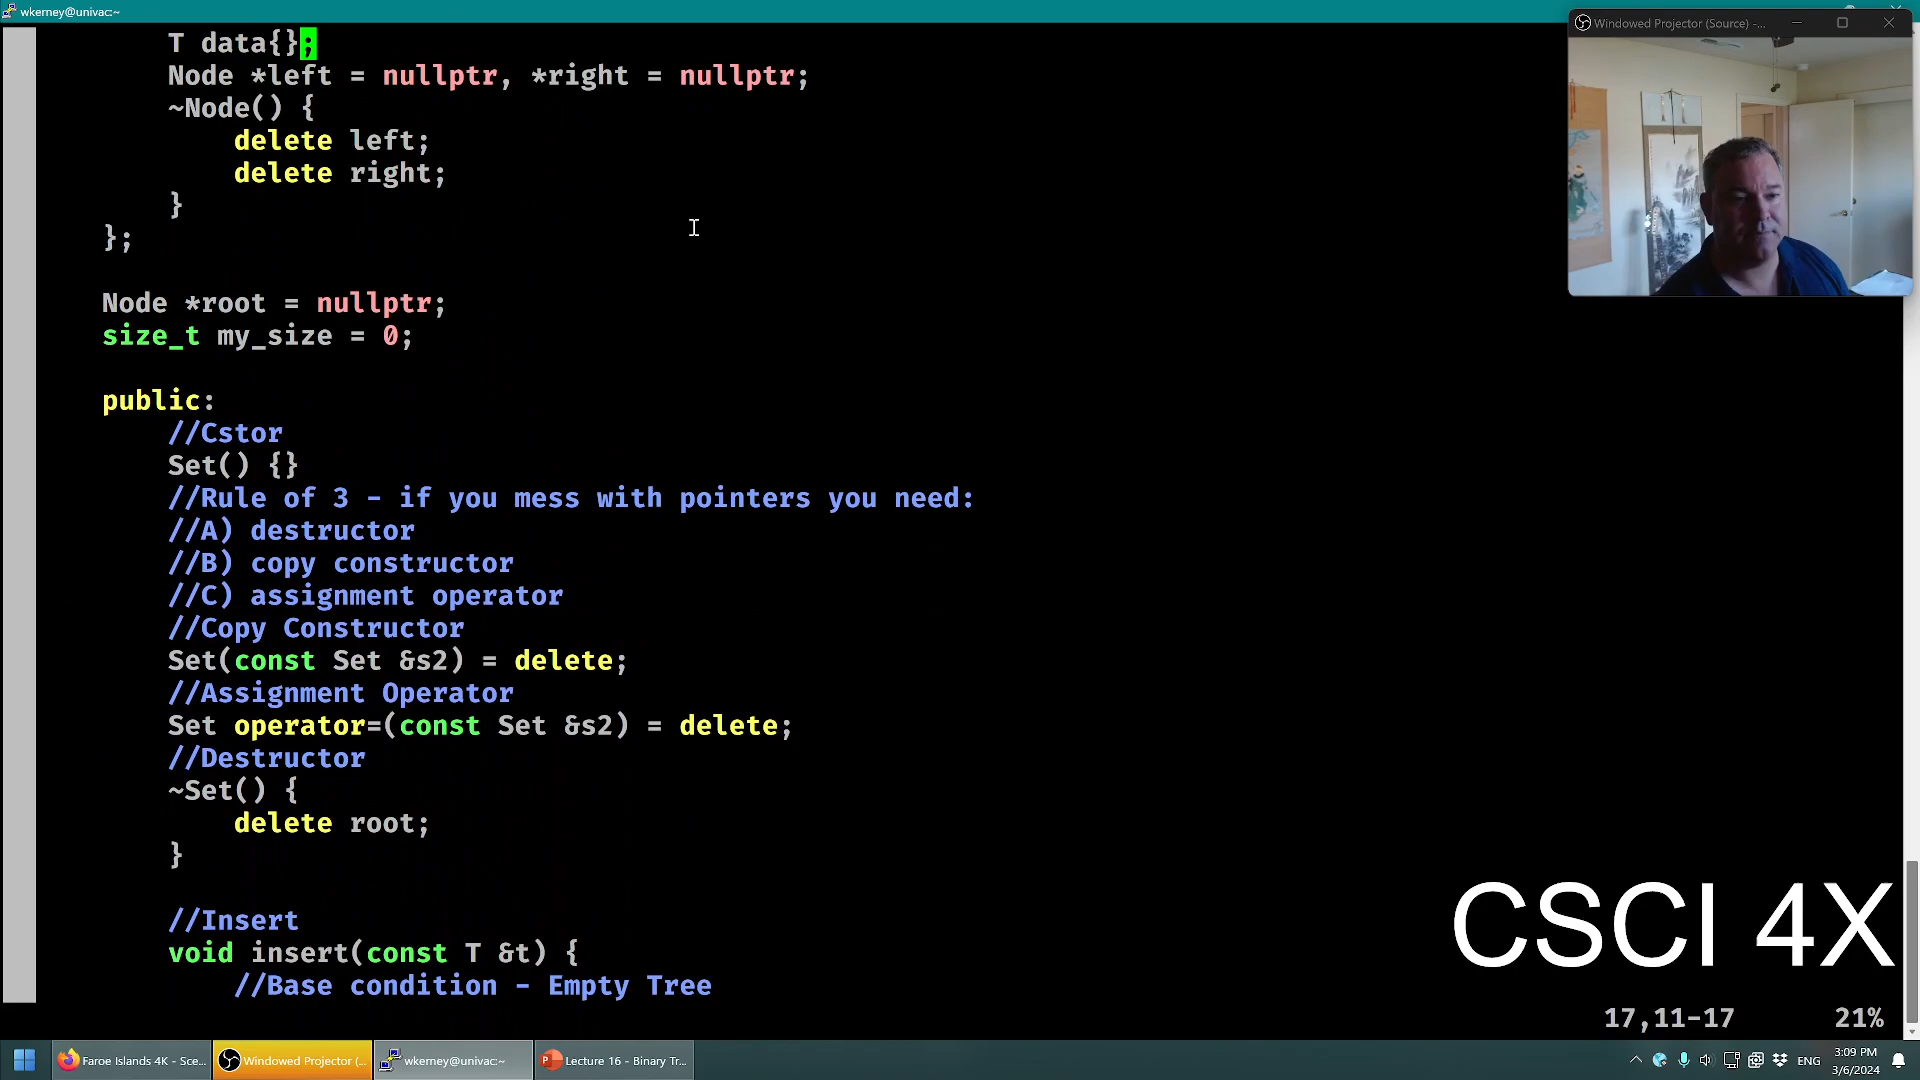 wkerney@univac:~
Windowed Projector (Source) -...
T data{};
Node *left = nullptr, *right = nullptr;
~Node() {
delete left;
delete right;
}
};
Node *root = nullptr;
size_t my_size = 0;
public:
//Cstor
Set() {}
//Rule of 3 - if you mess with pointers you need:
//A) destructor
//B) copy constructor
//C) assignment operator
//Copy Constructor
Set(const Set &s2) = delete;
//Assignment Operator
Set operator=(const Set &s2) = delete;
//Destructor
~Set() {
delete root;
}
//Insert
void insert(const T &t) {
//Base condition - Empty Tree
CSCI 4X
17,11-17 21%
Faroe Islands 4K - Sce...
Windowed Projector (...
wkerney@univac:~
Lecture 16 - Binary Tr...
ENG
3:09 PM
3/6/2024